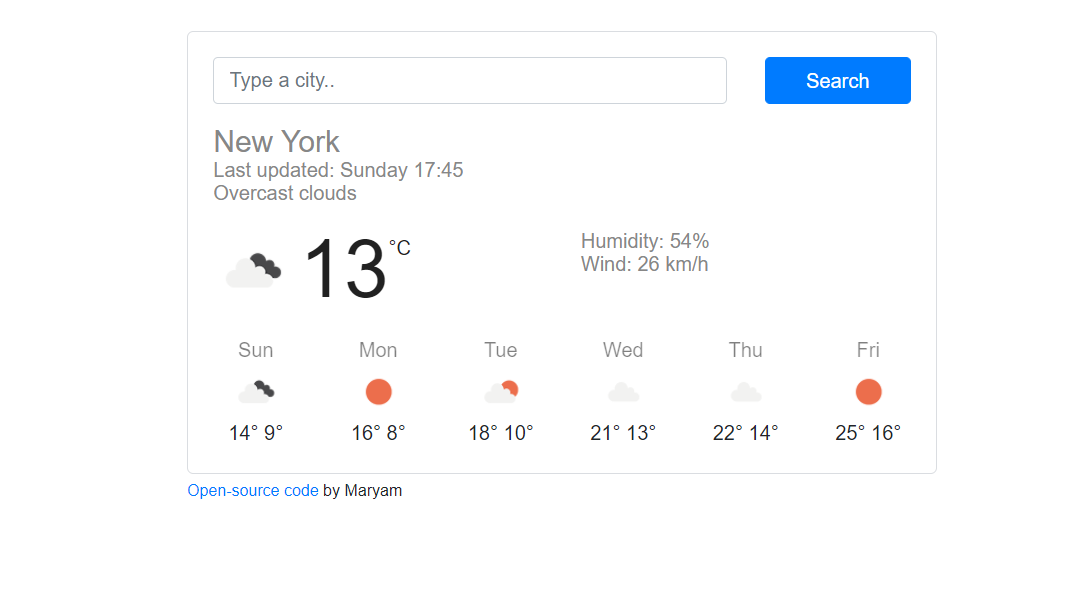 Type a city..
Search
New York
Last updated: Sunday 17:45
Overcast clouds
13 °C
Humidity: 54%
Wind: 26 km/h
Sun Mon Tue Wed Thu Fri
14° 9° 16° 8° 18° 10° 21° 13° 22° 14° 25° 16°
Open-source code by Maryam